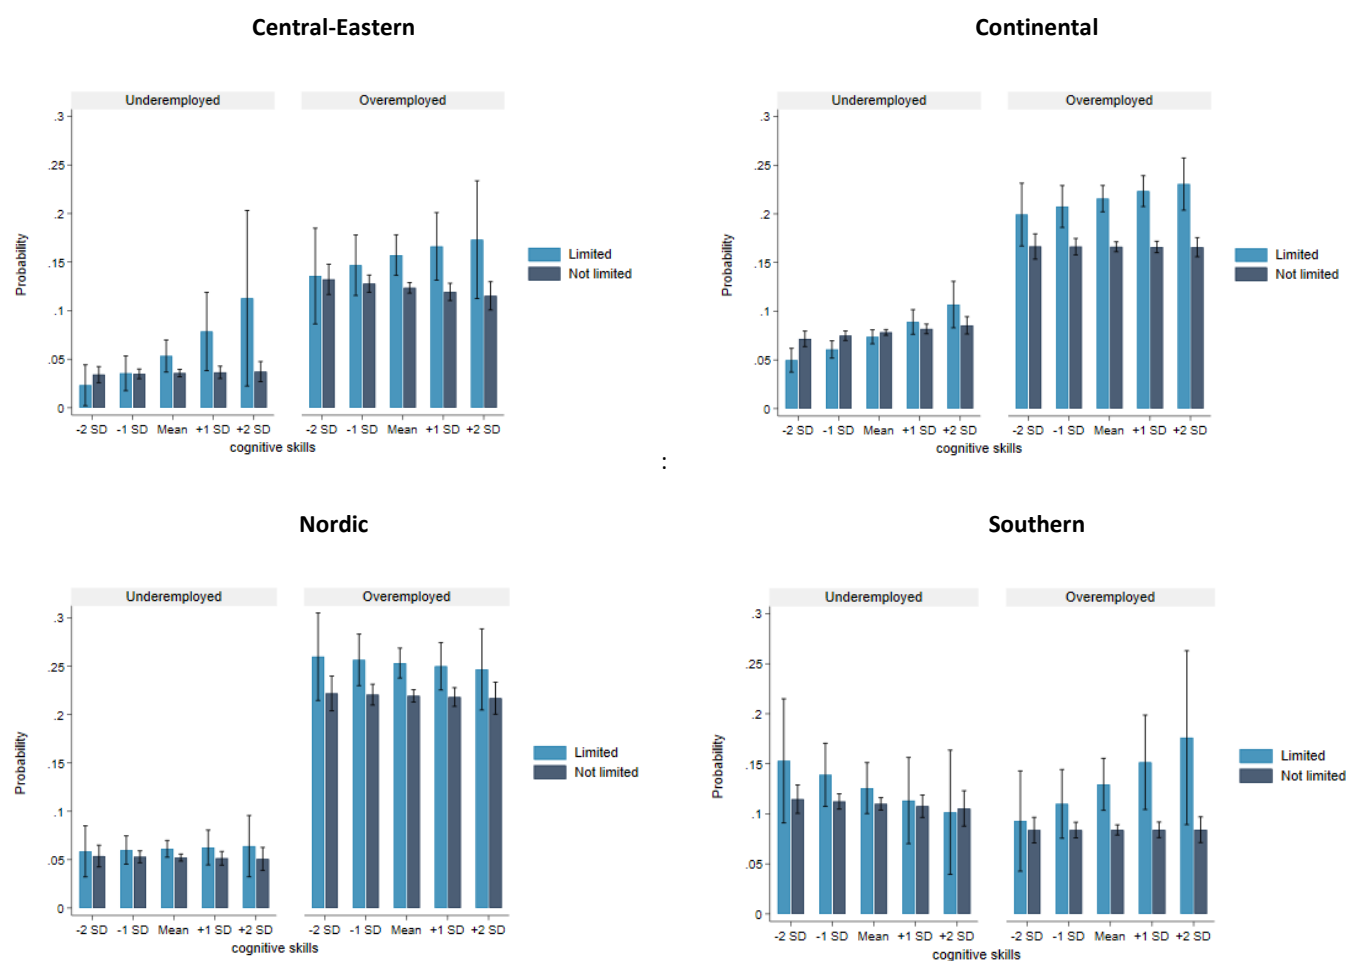 Central-Eastern
Underemployed
Overemployed
.3
.25
.2
.15
.1
.05
0
Probability
-2 SD -1 SD Mean +1 SD +2 SD
-2 SD -1 SD Mean +1 SD +2 SD
cognitive skills
Limited
Not limited
Continental
Underemployed
Overemployed
.3
.25
.2
.15
.1
.05
0
Probability
-2 SD -1 SD Mean +1 SD +2 SD
-2 SD -1 SD Mean +1 SD +2 SD
cognitive skills
Limited
Not limited
:
Nordic
Underemployed
Overemployed
.3
.25
.2
.15
.1
.05
0
Probability
-2 SD -1 SD Mean +1 SD +2 SD
-2 SD -1 SD Mean +1 SD +2 SD
cognitive skills
Limited
Not limited
Southern
Underemployed
Overemployed
.3
.25
.2
.15
.1
.05
0
Probability
-2 SD -1 SD Mean +1 SD +2 SD
-2 SD -1 SD Mean +1 SD +2 SD
cognitive skills
Limited
Not limited